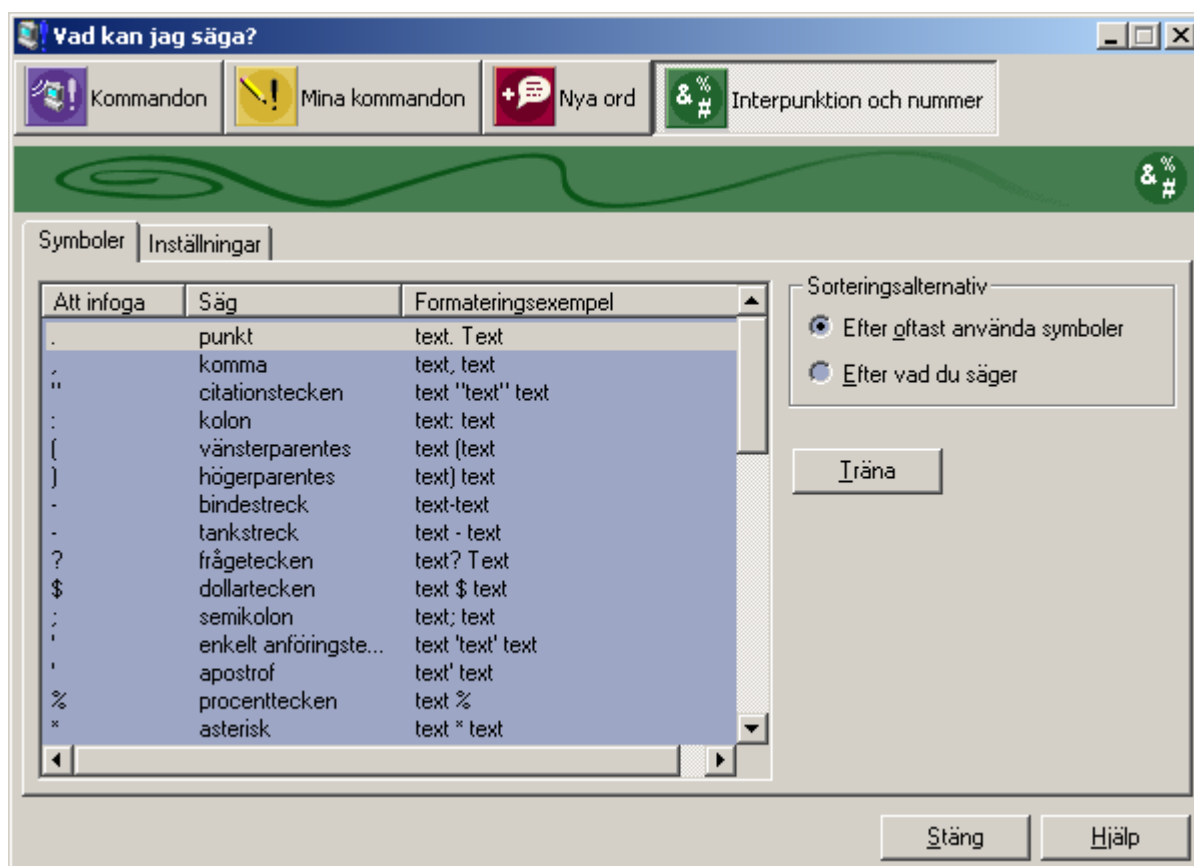 Vad kan jag säga?
Kommandon Mina kommandon Nya ord & % # Interpunktion och nummer
& % #
Symboler Inställningar
Att infoga Säg Formateringsexempel
. punkt text. Text
, komma text, text
" citationstecken text "text" text
: kolon text: text
( vänsterparentes text (text
) högerparentes text) text
- bindestreck text-text
- tankstreck text - text
? frågetecken text? Text
$ dollartecken text $ text
; semikolon text; text
' enkelt anföringste... text 'text' text
' apostrof text' text
% procenttecken text %
* asterisk text * text
Sorteringsalternativ
Efter oftast använda symboler
Efter vad du säger
Träna
Stäng Hjälp